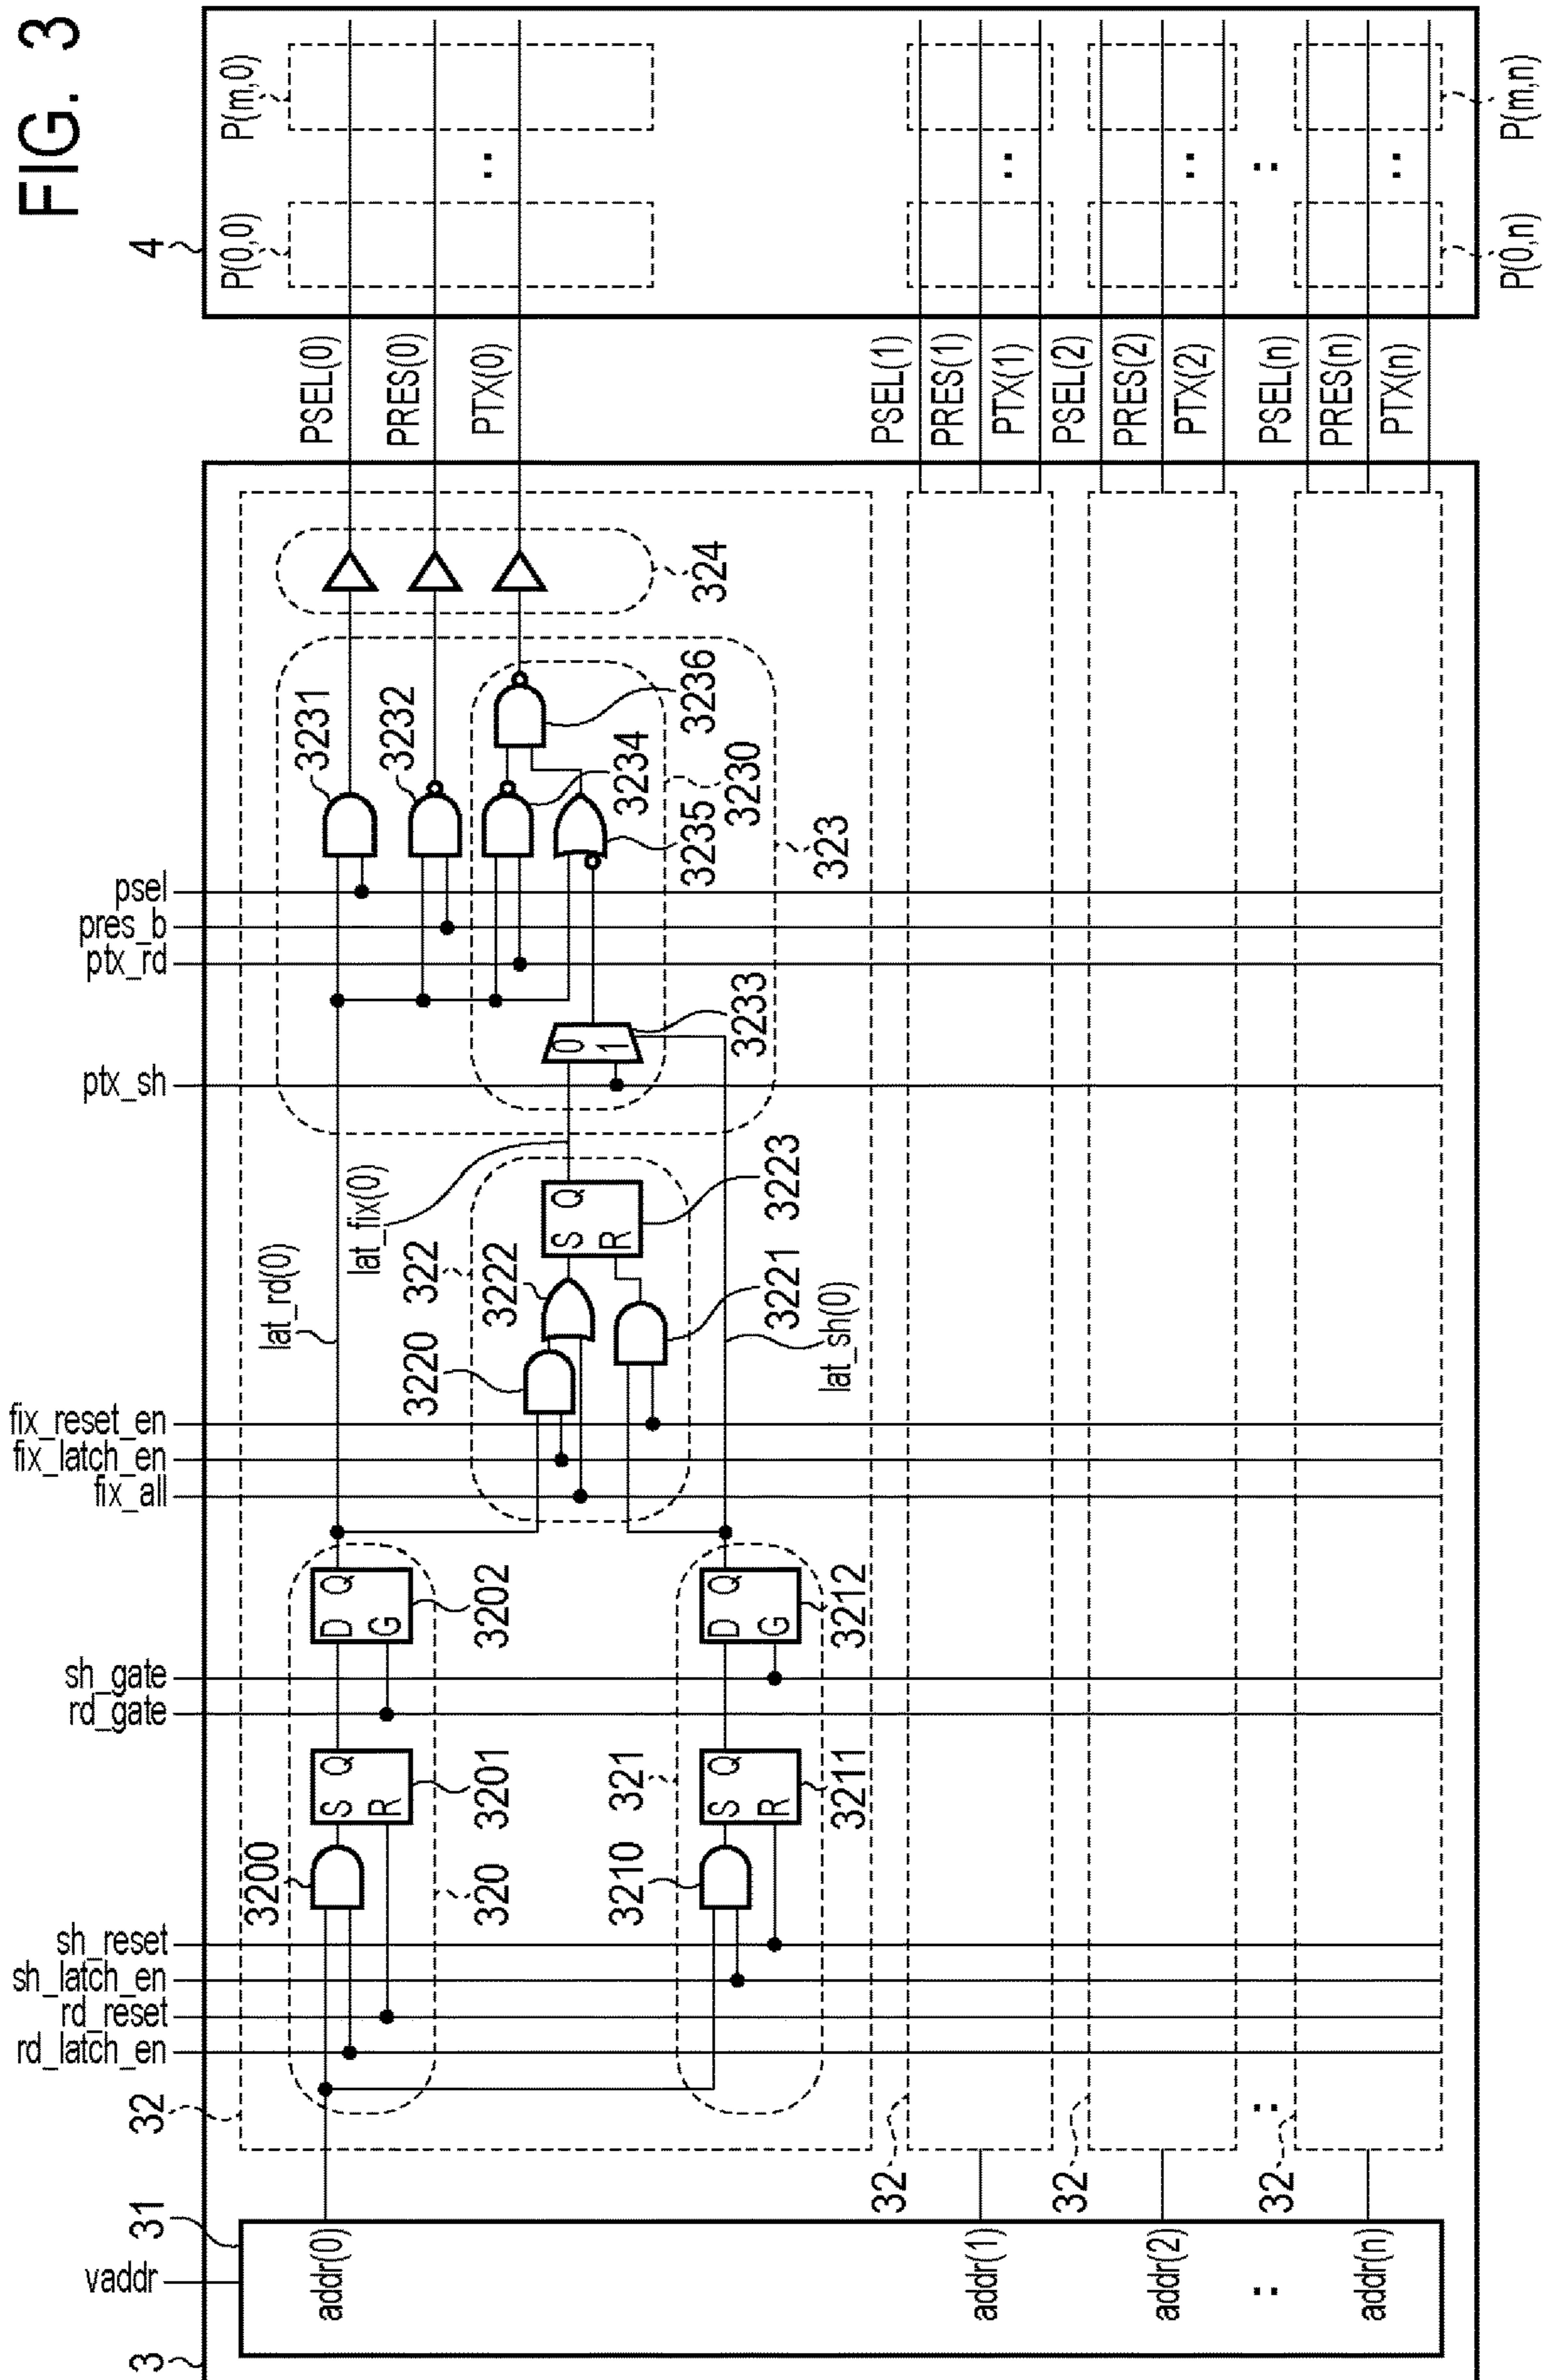 FIG. 3
3
vaddr
31
addr(0)
addr(1)
addr(2)
addr(n)
32
32
32
32
rd_latch_en
rd_reset
sh_latch_en
sh_reset
rd_gate
sh_gate
fix_all
fix_latch_en
fix_reset_en
ptx_sh
ptx_rd
pres_b
psel
3200
320
S Q
R
3201
D Q
G
3202
3210
321
S Q
R
3211
D Q
G
3212
lat_rd(0)
lat_fix(0)
lat_sh(0)
3220
3222
322
3221
S Q
R
3223
0
1
3233
3231
3232
3234
3235
3236
3230
323
324
PSEL(0)
PRES(0)
PTX(0)
PSEL(1)
PRES(1)
PTX(1)
PSEL(2)
PRES(2)
PTX(2)
PSEL(n)
PRES(n)
PTX(n)
4
P(0,0)
P(m,0)
P(0,n)
P(m,n)